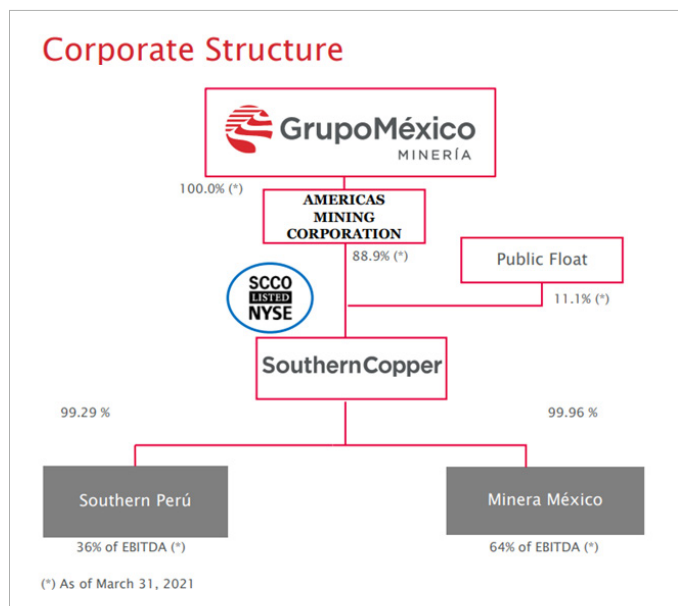 Corporate Structure
GrupoMéxico
MINERÍA
100.0% (*)
AMERICAS
MINING
CORPORATION
88.9% (*)
Public Float
11.1% (*)
SCCO
LISTED
NYSE
SouthernCopper
99.29 %
99.96 %
Southern Perú
Minera México
36% of EBITDA (*)
64% of EBITDA (*)
(*) As of March 31, 2021